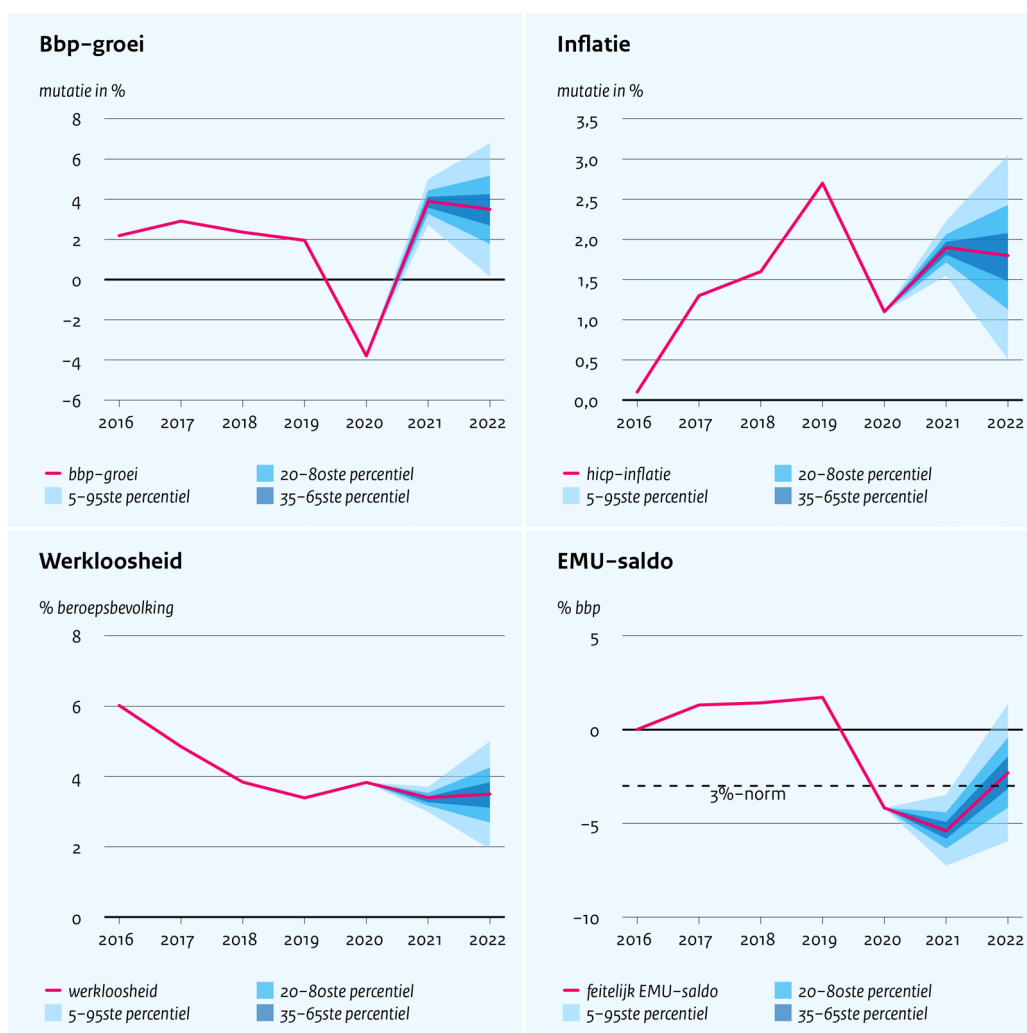 Bbp-groei
mutatie in %
8
6
4
2
0
−2
−4
−6
2016 2017 2018 2019 2020 2021 2022
bbp-groei 20-80ste percentiel
5-95ste percentiel 35-65ste percentiel
Inflatie
mutatie in %
3,5
3,0
2,5
2,0
1,5
1,0
0,5
0,0
2016 2017 2018 2019 2020 2021 2022
hicp-inflatie 20-80ste percentiel
5-95ste percentiel 35-65ste percentiel
Werkloosheid
% beroepsbevolking
8
6
4
2
0
2016 2017 2018 2019 2020 2021 2022
werkloosheid 20-80ste percentiel
5-95ste percentiel 35-65ste percentiel
EMU-saldo
% bbp
5
0
3%-norm
−5
−10
2016 2017 2018 2019 2020 2021 2022
feitelijk EMU-saldo 20-80ste percentiel
5-95ste percentiel 35-65ste percentiel